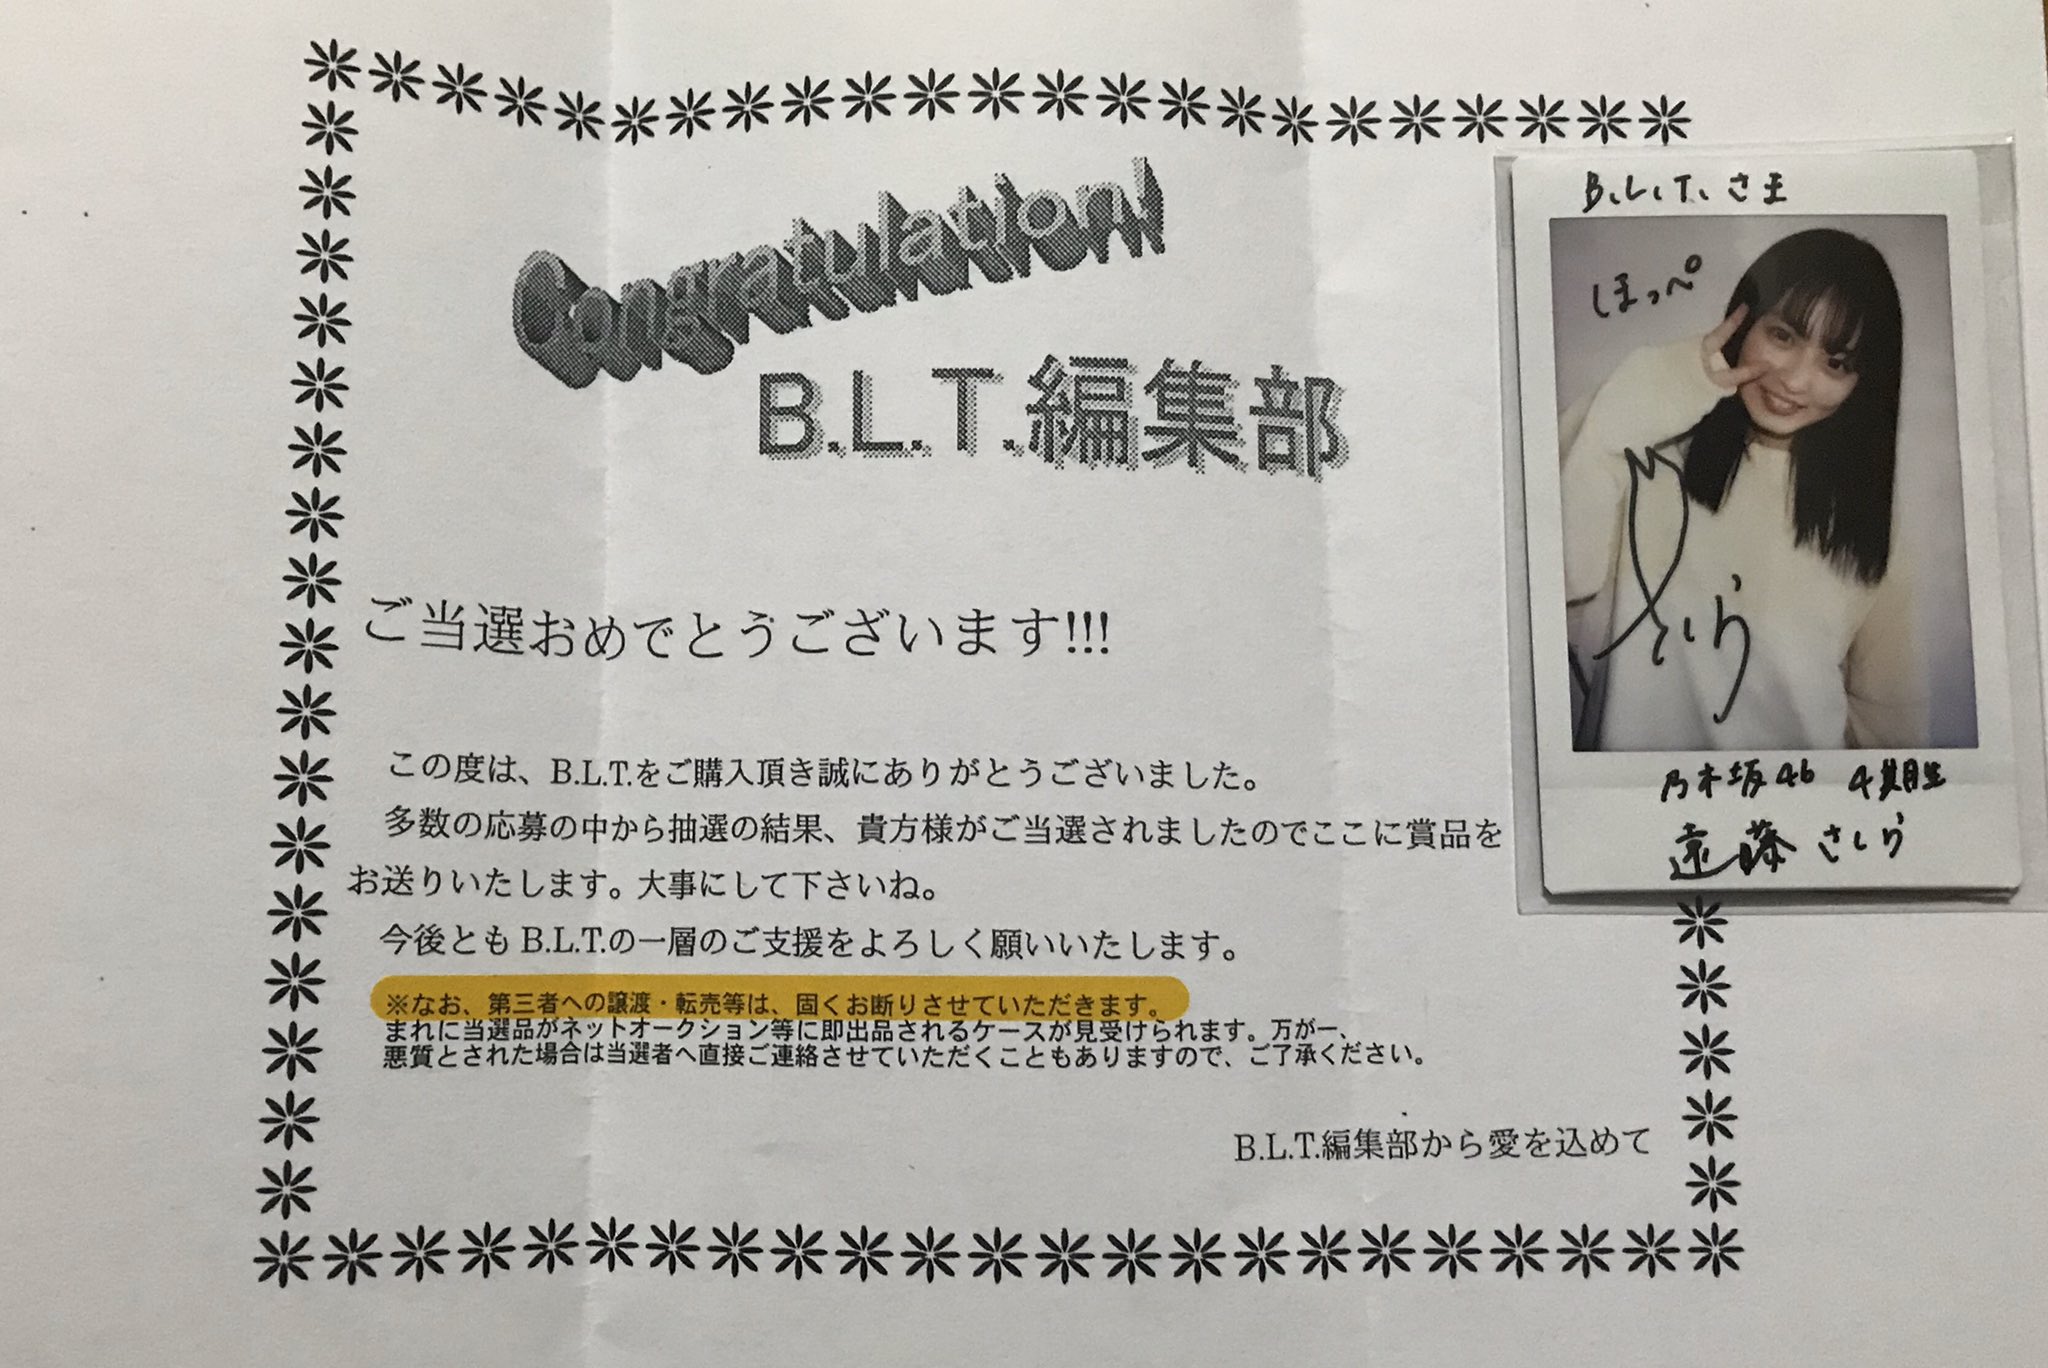 Congratulation!
B.L.T.編集部
ご当選おめでとうございます!!!
この度は、B.L.T.をご購入頂き誠にありがとうございました。
多数の応募の中から抽選の結果、貴方様がご当選されましたのでここに賞品を
お送りいたします。大事にして下さいね。
今後ともB.L.T.の一層のご支援をよろしく願いいたします。
※なお、第三者への譲渡・転売等は、固くお断りさせていただきます。
まれに当選品がネットオークション等に即出品されるケースが見受けられます。万が一、
悪質とされた場合は当選者へ直接ご連絡させていただくこともありますので、ご了承ください。
B.L.T.編集部から愛を込めて
B.L.T.さま
ほっぺ
さくら
乃木坂46 4期生
遠藤さくら